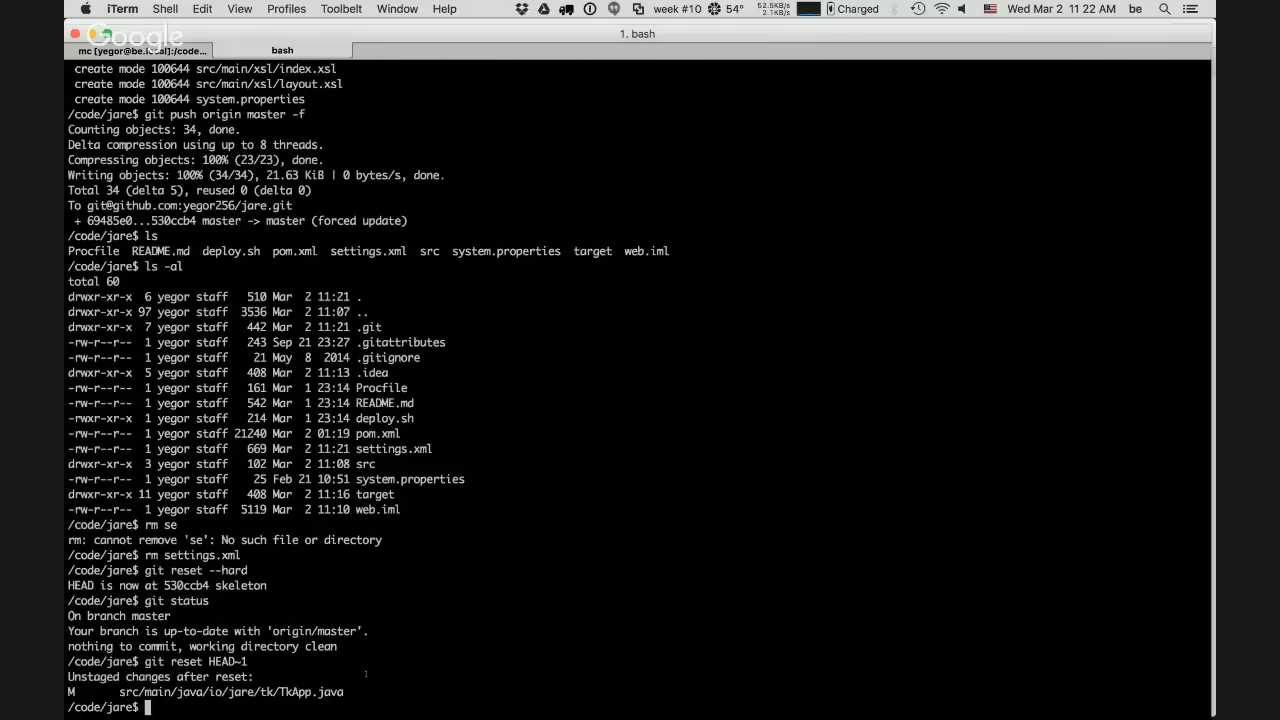 iTerm Shell Edit View Profiles Toolbelt Window Help week #10 54° 52.5KB 2.1KB Charged Wed Mar 2 11:22 AM be
Google
1. bash
mc [yegor@be.local]:/code... bash
create mode 100644 src/main/xsl/index.xsl
create mode 100644 src/main/xsl/layout.xsl
create mode 100644 system.properties
/code/jare$ git push origin master -f
Counting objects: 34, done.
Delta compression using up to 8 threads.
Compressing objects: 100% (23/23), done.
Writing objects: 100% (34/34), 21.63 KiB | 0 bytes/s, done.
Total 34 (delta 5), reused 0 (delta 0)
To git@github.com:yegor256/jare.git
+ 69485e0...530ccb4 master -> master (forced update)
/code/jare$ ls
Procfile README.md deploy.sh pom.xml settings.xml src system.properties target web.iml
/code/jare$ ls -al
total 60
drwxr-xr-x 6 yegor staff 510 Mar 2 11:21 .
drwxr-xr-x 97 yegor staff 3536 Mar 2 11:07 ..
drwxr-xr-x 7 yegor staff 442 Mar 2 11:21 .git
-rw-r--r-- 1 yegor staff 243 Sep 21 23:27 .gitattributes
-rw-r--r-- 1 yegor staff 21 May 8 2014 .gitignore
drwxr-xr-x 5 yegor staff 408 Mar 2 11:13 .idea
-rw-r--r-- 1 yegor staff 161 Mar 1 23:14 Procfile
-rw-r--r-- 1 yegor staff 542 Mar 1 23:14 README.md
-rwxr-xr-x 1 yegor staff 214 Mar 1 23:14 deploy.sh
-rw-r--r-- 1 yegor staff 21240 Mar 2 01:19 pom.xml
-rw-r--r-- 1 yegor staff 669 Mar 2 11:21 settings.xml
drwxr-xr-x 3 yegor staff 102 Mar 2 11:08 src
-rw-r--r-- 1 yegor staff 25 Feb 21 10:51 system.properties
drwxr-xr-x 11 yegor staff 408 Mar 2 11:16 target
-rw-r--r-- 1 yegor staff 5119 Mar 2 11:10 web.iml
/code/jare$ rm se
rm: cannot remove 'se': No such file or directory
/code/jare$ rm settings.xml
/code/jare$ git reset --hard
HEAD is now at 530ccb4 skeleton
/code/jare$ git status
On branch master
Your branch is up-to-date with 'origin/master'.
nothing to commit, working directory clean
/code/jare$ git reset HEAD~1
Unstaged changes after reset:
M src/main/java/io/jare/tk/TkApp.java
/code/jare$